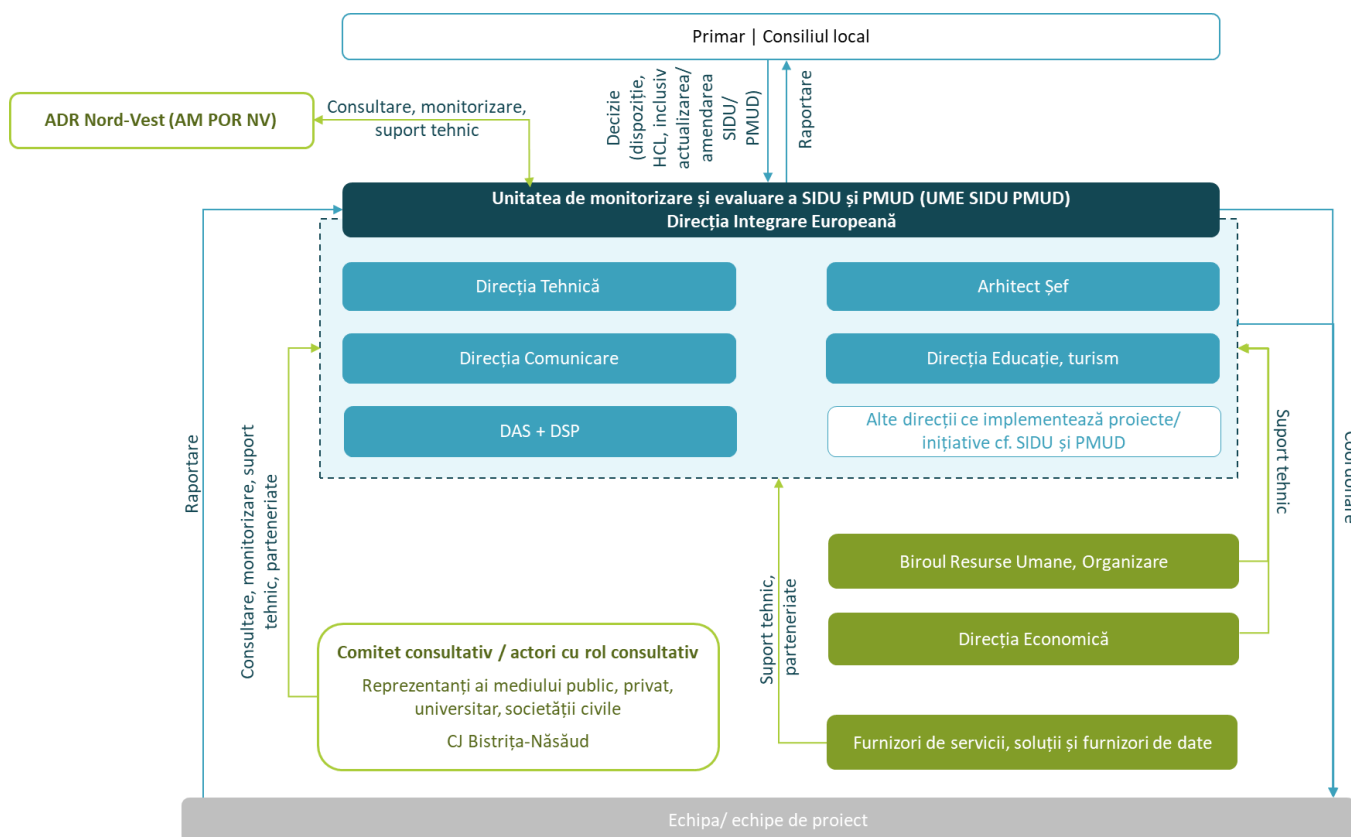 Primar | Consiliul local
Decizie
(dispoziție,
HCL, inclusiv
actualizarea/
amendarea
SIDU/
PMUD)
Raportare
ADR Nord-Vest (AM POR NV)
Consultare, monitorizare,
suport tehnic
Unitatea de monitorizare și evaluare a SIDU și PMUD (UME SIDU PMUD)
Direcția Integrare Europeană
Direcția Tehnică
Arhitect Șef
Direcția Comunicare
Direcția Educație, turism
DAS + DSP
Alte direcții ce implementează proiecte/
inițiative cf. SIDU și PMUD
Raportare
Consultare, monitorizare, suport
tehnic, parteneriate
Suport tehnic
Coordonare
Suport tehnic,
parteneriate
Biroul Resurse Umane, Organizare
Direcția Economică
Comitet consultativ / actori cu rol consultativ
Reprezentanți ai mediului public, privat,
universitar, societății civile
CJ Bistrița-Năsăud
Furnizori de servicii, soluții și furnizori de date
Echipa/ echipe de proiect